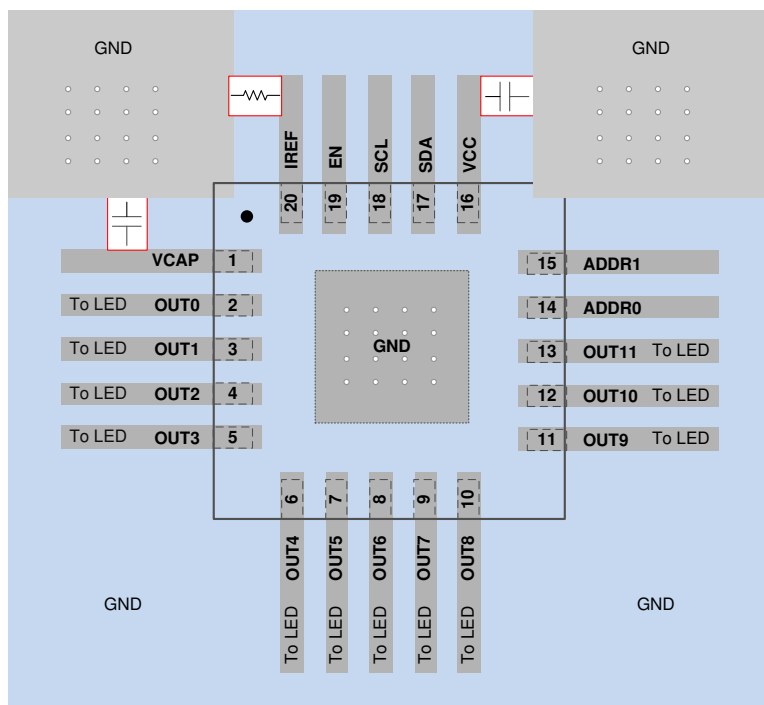 GND
GND
IREF
EN
SCL
SDA
VCC
20
19
18
17
16
VCAP 1
To LED OUT0 2
To LED OUT1 3
To LED OUT2 4
To LED OUT3 5
GND
15 ADDR1
14 ADDR0
13 OUT11 To LED
12 OUT10 To LED
11 OUT9 To LED
6
7
8
9
10
OUT4
OUT5
OUT6
OUT7
OUT8
To LED
To LED
To LED
To LED
To LED
GND
GND